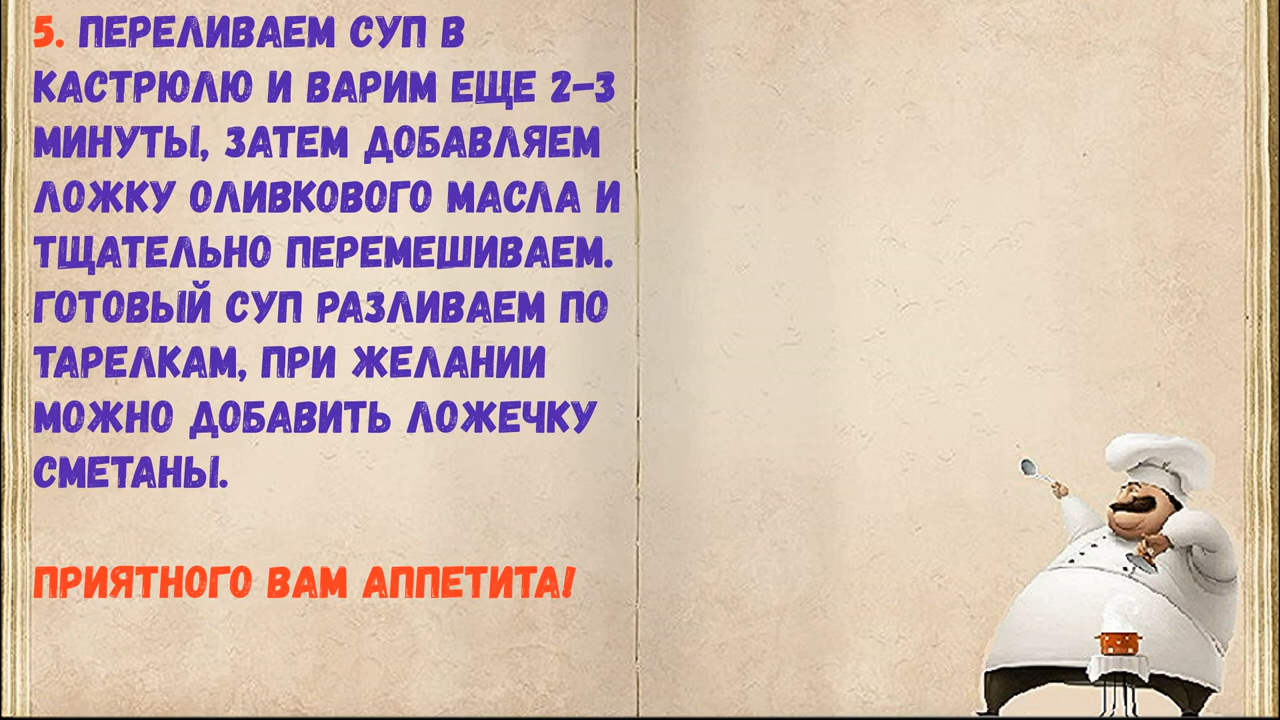 5. ПЕРЕЛИВАЕМ СУП В
КАСТРЮЛЮ И ВАРИМ ЕЩЕ 2-3
МИНУТЫ, ЗАТЕМ ДОБАВЛЯЕМ
ЛОЖКУ ОЛИВКОВОГО МАСЛА И
ТЩАТЕЛЬНО ПЕРЕМЕШИВАЕМ.
ГОТОВЫЙ СУП РАЗЛИВАЕМ ПО
ТАРЕЛКАМ, ПРИ ЖЕЛАНИИ
МОЖНО ДОБАВИТЬ ЛОЖЕЧКУ
СМЕТАНЫ.
ПРИЯТНОГО ВАМ АППЕТИТА!